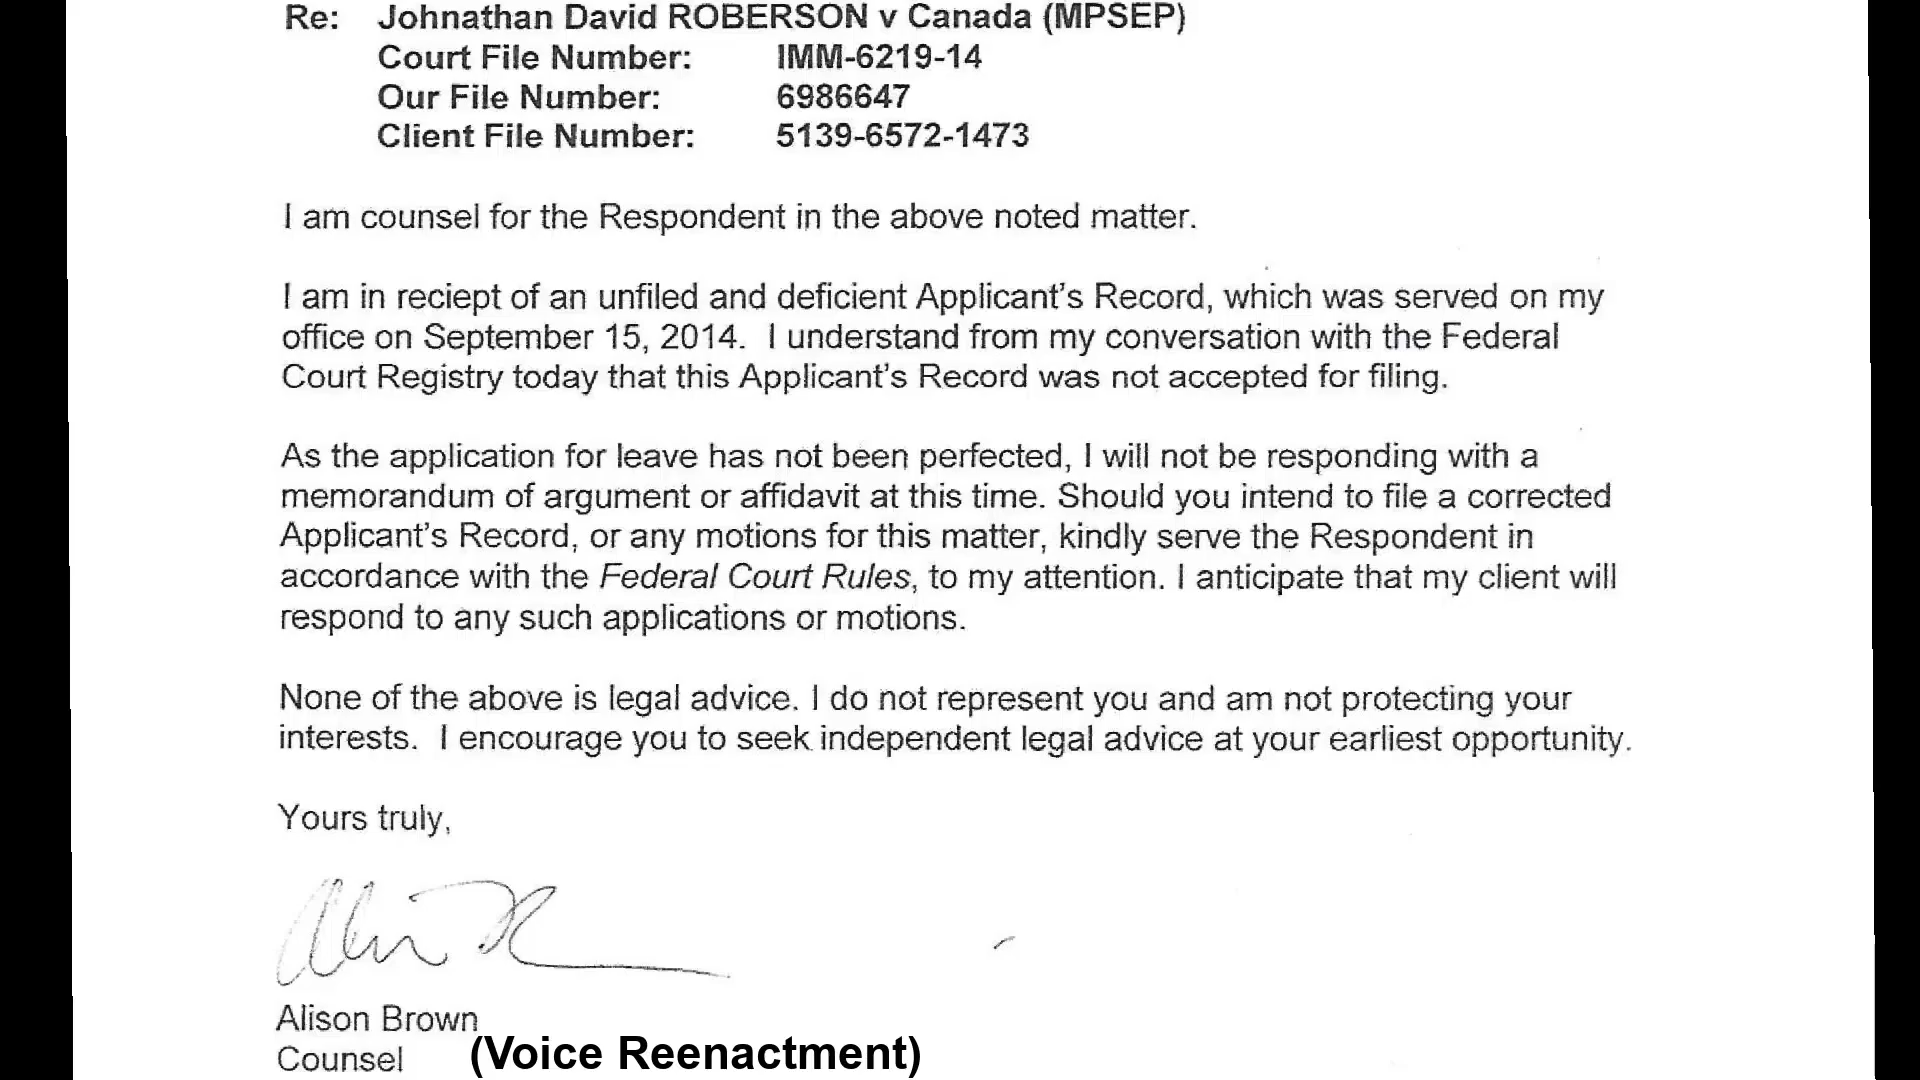 Re: Johnathan David ROBERSON v Canada (MPSEP)
Court File Number: IMM-6219-14
Our File Number: 6986647
Client File Number: 5139-6572-1473
I am counsel for the Respondent in the above noted matter.
I am in reciept of an unfiled and deficient Applicant's Record, which was served on my
office on September 15, 2014. I understand from my conversation with the Federal
Court Registry today that this Applicant's Record was not accepted for filing.
As the application for leave has not been perfected, I will not be responding with a
memorandum of argument or affidavit at this time. Should you intend to file a corrected
Applicant's Record, or any motions for this matter, kindly serve the Respondent in
accordance with the Federal Court Rules, to my attention. I anticipate that my client will
respond to any such applications or motions.
None of the above is legal advice. I do not represent you and am not protecting your
interests. I encourage you to seek independent legal advice at your earliest opportunity.
Yours truly,
Alison Brown
Counsel (Voice Reenactment)